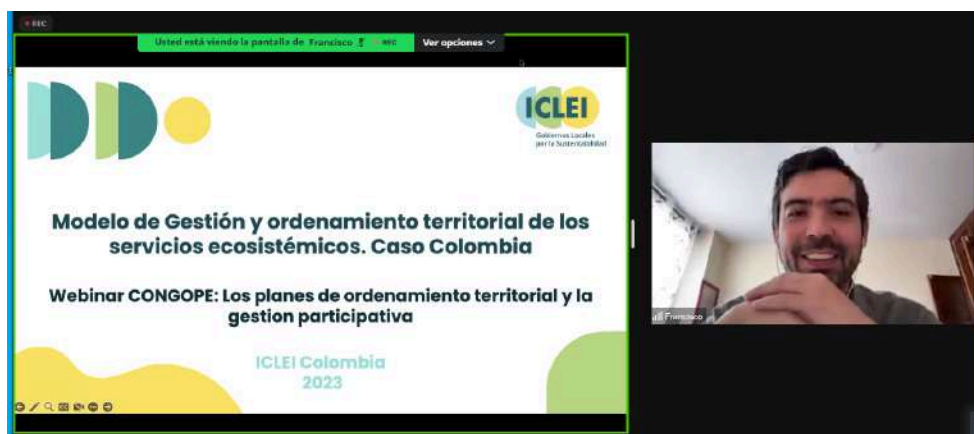 REC
Usted está viendo la pantalla de Francisco
REC
Ver opciones
ICLEI
Gobiernos Locales
por la Sustentabilidad
Modelo de Gestión y ordenamiento territorial de los
servicios ecosistémicos. Caso Colombia
Webinar CONGOPE: Los planes de ordenamiento territorial y la
gestion participativa
ICLEI Colombia
2023
Francisco